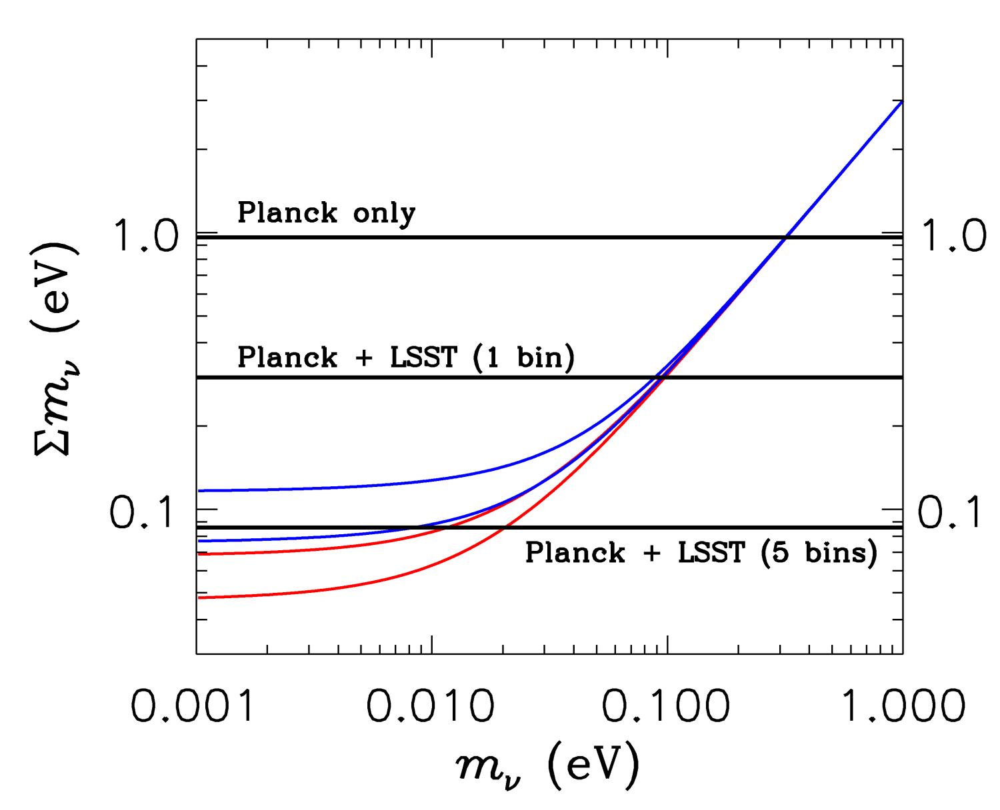 Planck only
1.0
1.0
Σm_ν (eV)
Planck + LSST (1 bin)
0.1
0.1
Planck + LSST (5 bins)
0.001 0.010 0.100 1.000
m_ν (eV)